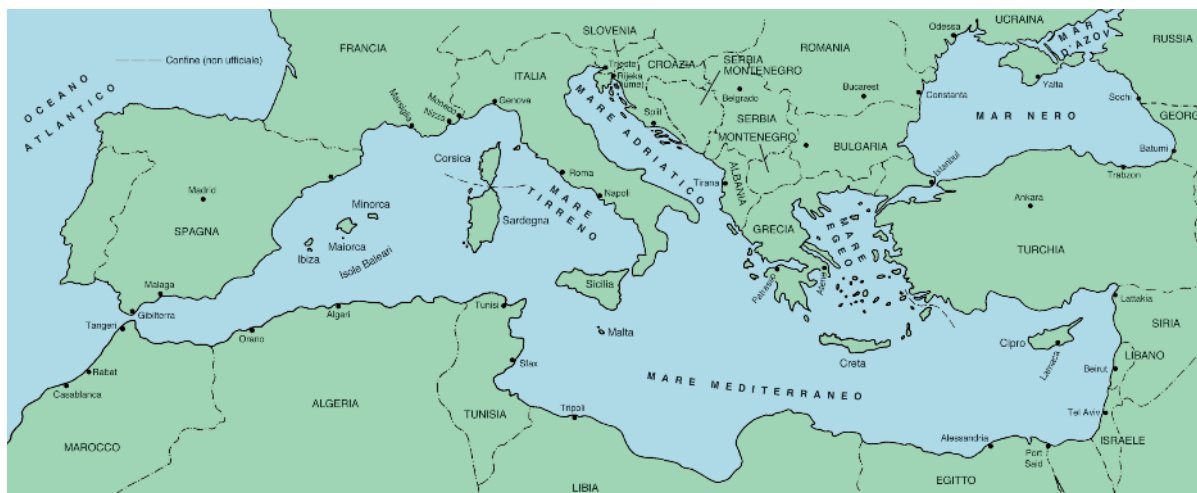 UCRAINA
Odessa
MAR D'AZOV
RUSSIA
SLOVENIA
FRANCIA
ROMANIA
Confine (non ufficiale)
Trieste
CROAZIA
SERBIA
MONTENEGRO
ITALIA
Rijeka
(Fiume)
Yalta
Belgrado
Bucarest
Constanta
Sochi
OCEANO
ATLANTICO
Monaco
Nizza
Marsiglia
Genova
MARE ADRIATICO
Split
SERBIA
MONTENEGRO
MAR NERO
GEORG
BULGARIA
Batumi
Corsica
Istanbul
Trabzon
Roma
Tirana
ALBANIA
Madrid
Napoli
Ankara
MARE
TIRRENO
Minorca
Sardegna
GRECIA
MARE
EGEO
SPAGNA
Maiorca
Ibiza
Isole Baleari
TURCHIA
Patrasso
Atene
Malaga
Sicilia
Lattakia
Gibilterra
Algeri
Tunisi
Tangeri
Orano
Malta
SIRIA
Cipro
Larnaca
LIBANO
Creta
Sfax
Beirut
Rabat
Casablanca
MARE MEDITERRANEO
ALGERIA
TUNISIA
Tripoli
Tel Aviv
MAROCCO
Alessandria
Port
Said
ISRAELE
EGITTO
LIBIA